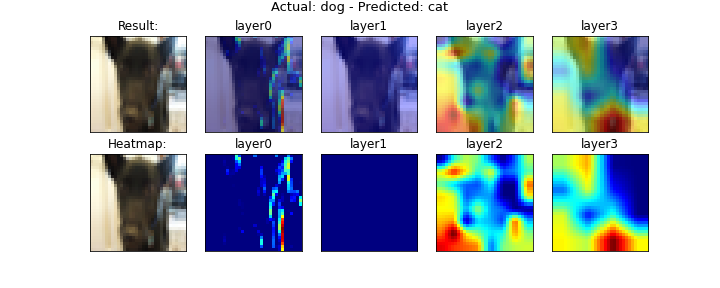 Actual: dog - Predicted: cat
Result: layer0 layer1 layer2 layer3
Heatmap: layer0 layer1 layer2 layer3